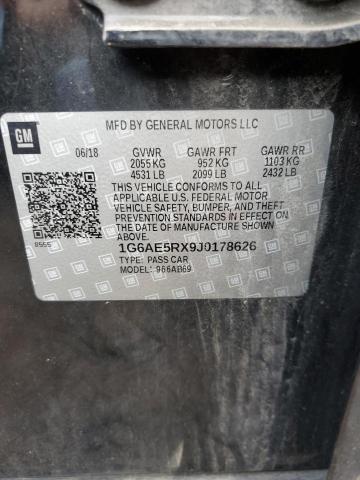 GM
MFD BY GENERAL MOTORS LLC
06/18 GVWR GAWR FRT GAWR RR
2055 KG 952 KG 1103 KG
4531 LB 2099 LB 2432 LB
THIS VEHICLE CONFORMS TO ALL
APPLICABLE U.S. FEDERAL MOTOR
VEHICLE SAFETY, BUMPER, AND THEFT
PREVENTION STANDARDS IN EFFECT ON
THE DATE OF MANUFACTURE SHOWN
ABOVE.
8555
1G6AE5RX9J0178626
TYPE: PASS CAR
MODEL: 966AB69